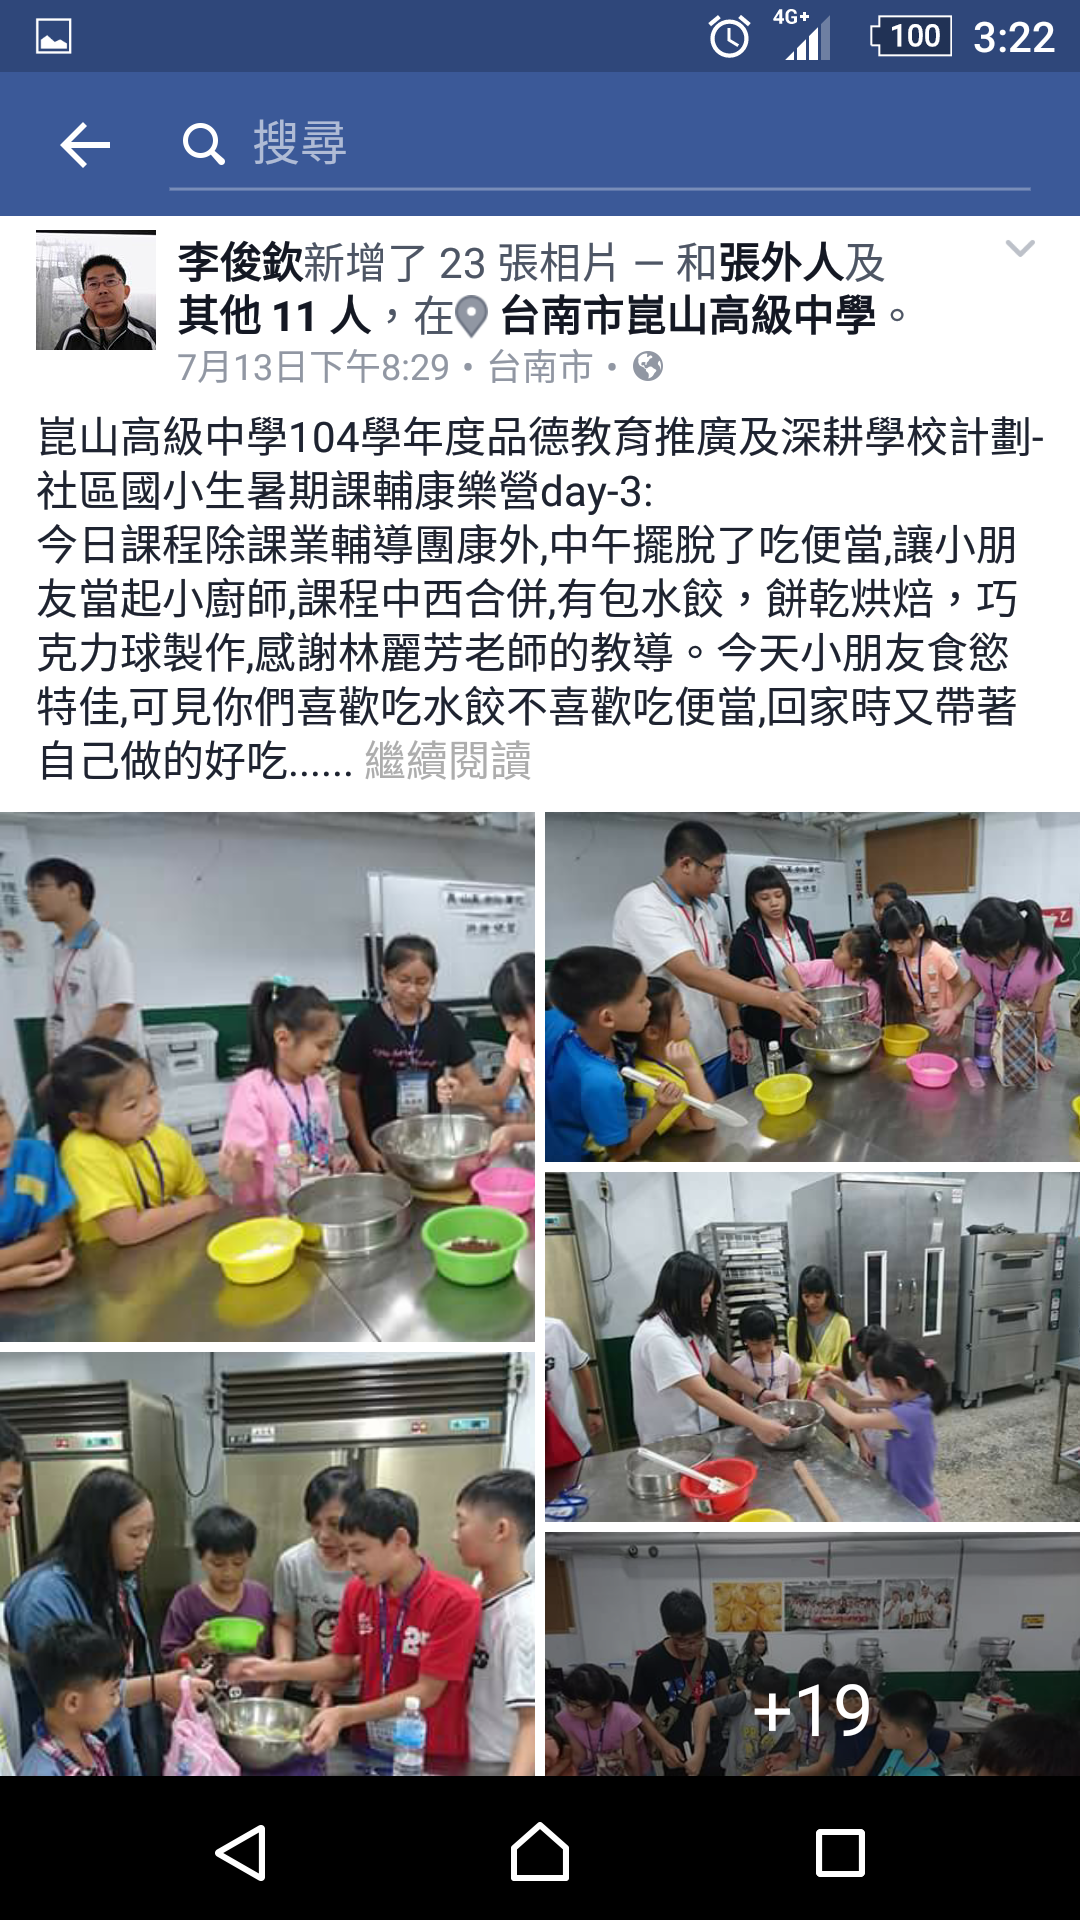 4G+
100
3:22
搜尋
李俊欽新增了 23 張相片 — 和張外人及
其他 11 人，在 台南市崑山高級中學。
7月13日下午8:29 • 台南市 •
崑山高級中學104學年度品德教育推廣及深耕學校計劃-
社區國小生暑期課輔康樂營day-3:
今日課程除課業輔導團康外,中午擺脫了吃便當,讓小朋
友當起小廚師,課程中西合併,有包水餃，餅乾烘焙，巧
克力球製作,感謝林麗芳老師的教導。今天小朋友食慾
特佳,可見你們喜歡吃水餃不喜歡吃便當,回家時又帶著
自己做的好吃...... 繼續閱讀
+19